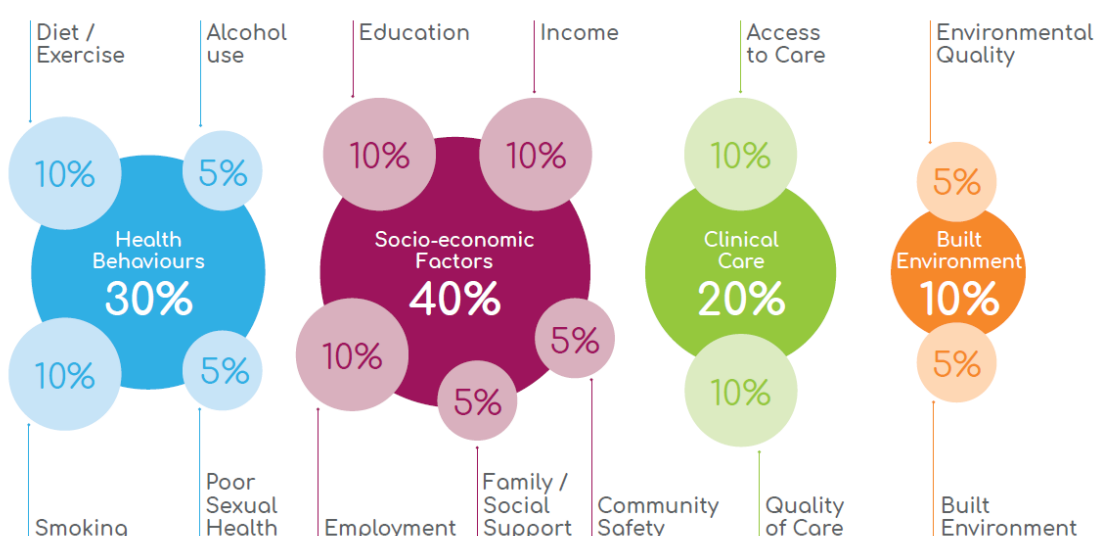 Diet /
Exercise
Alcohol
use
Education
Income
Access
to Care
Environmental
Quality
10%
5%
10%
10%
10%
5%
Health
Behaviours
30%
Socio-economic
Factors
40%
Clinical
Care
20%
Built
Environment
10%
10%
5%
10%
5%
5%
10%
5%
Smoking
Poor
Sexual
Health
Employment
Family /
Social
Support
Community
Safety
Quality
of Care
Built
Environment